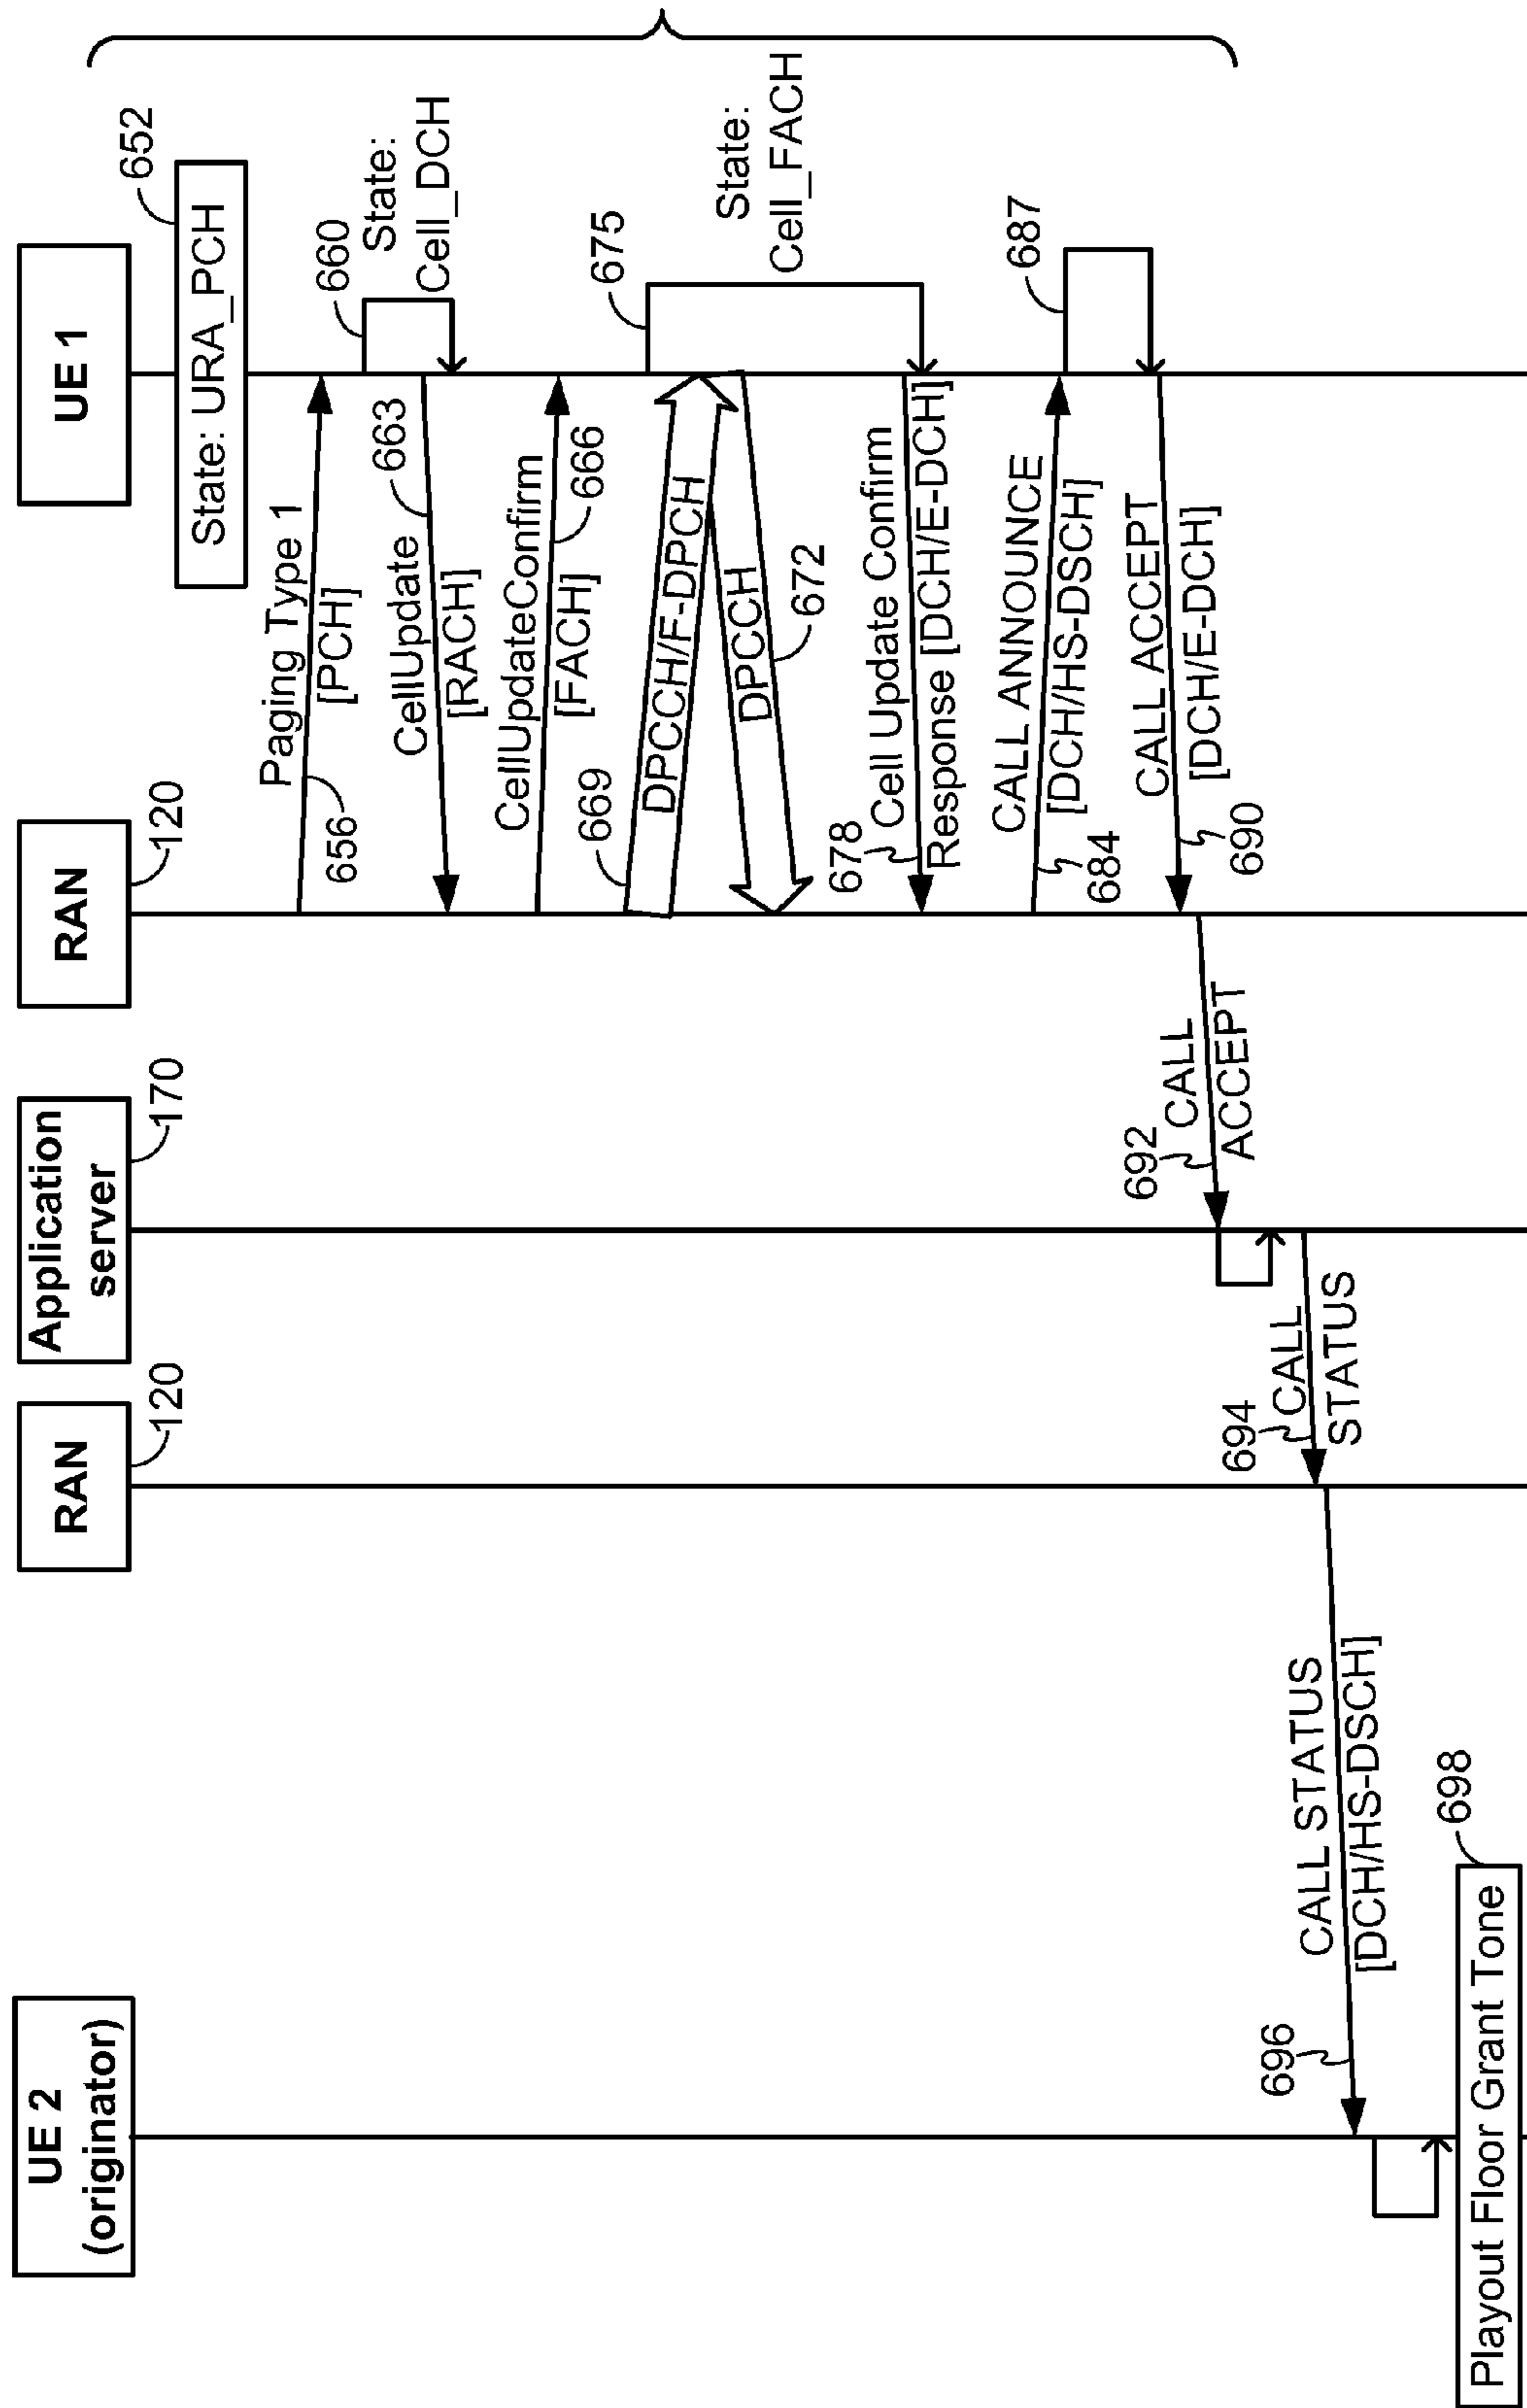 UE 2
(originator)
RAN
120
Application
server
170
RAN
120
UE 1
State: URA_PCH
652
Paging Type 1
[PCH]
656
660
State:
Cell_DCH
CellUpdate
[RACH]
663
CellUpdateConfirm
[FACH]
666
669
DPCCH/F-DPCH
DPCCH
672
675
State:
Cell_FACH
678
Cell Update Confirm
Response [DCH/E-DCH]
CALL ANNOUNCE
[DCH/HS-DSCH]
684
687
CALL ACCEPT
[DCH/E-DCH]
690
692
CALL
ACCEPT
694
CALL
STATUS
696
CALL STATUS
[DCH/HS-DSCH]
698
Playout Floor Grant Tone